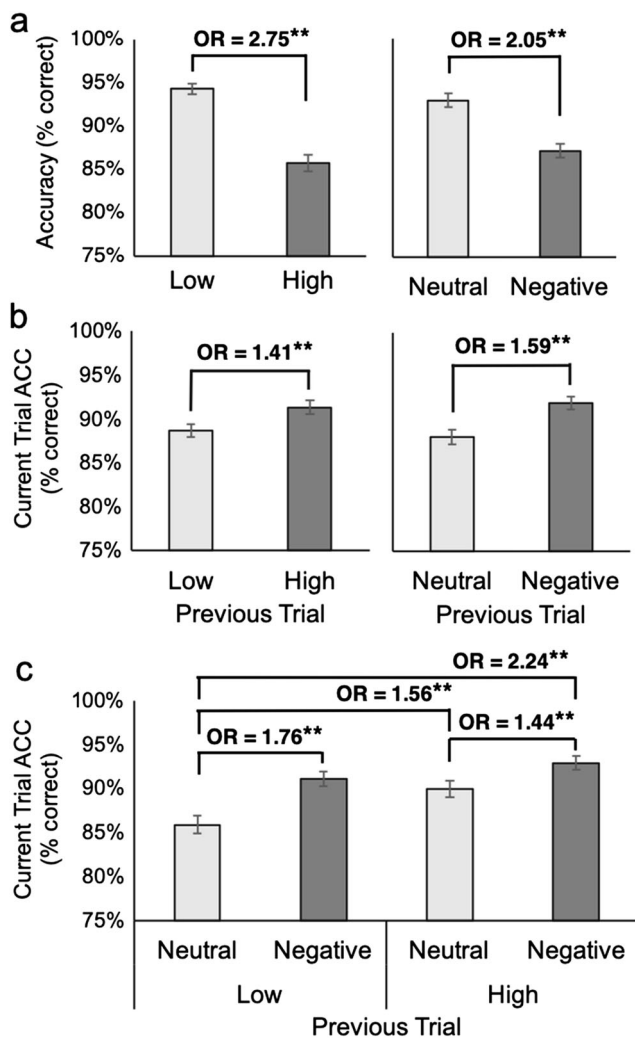 a
100%
95%
90%
85%
80%
75%
Accuracy (% correct)
OR = 2.75**
OR = 2.05**
Low High
Neutral Negative
b
100%
95%
90%
85%
80%
75%
Current Trial ACC
(% correct)
OR = 1.41**
OR = 1.59**
Low High
Previous Trial
Neutral Negative
Previous Trial
c
100%
95%
90%
85%
80%
75%
Current Trial ACC
(% correct)
OR = 2.24**
OR = 1.56**
OR = 1.76**
OR = 1.44**
Neutral Negative Neutral Negative
Low High
Previous Trial